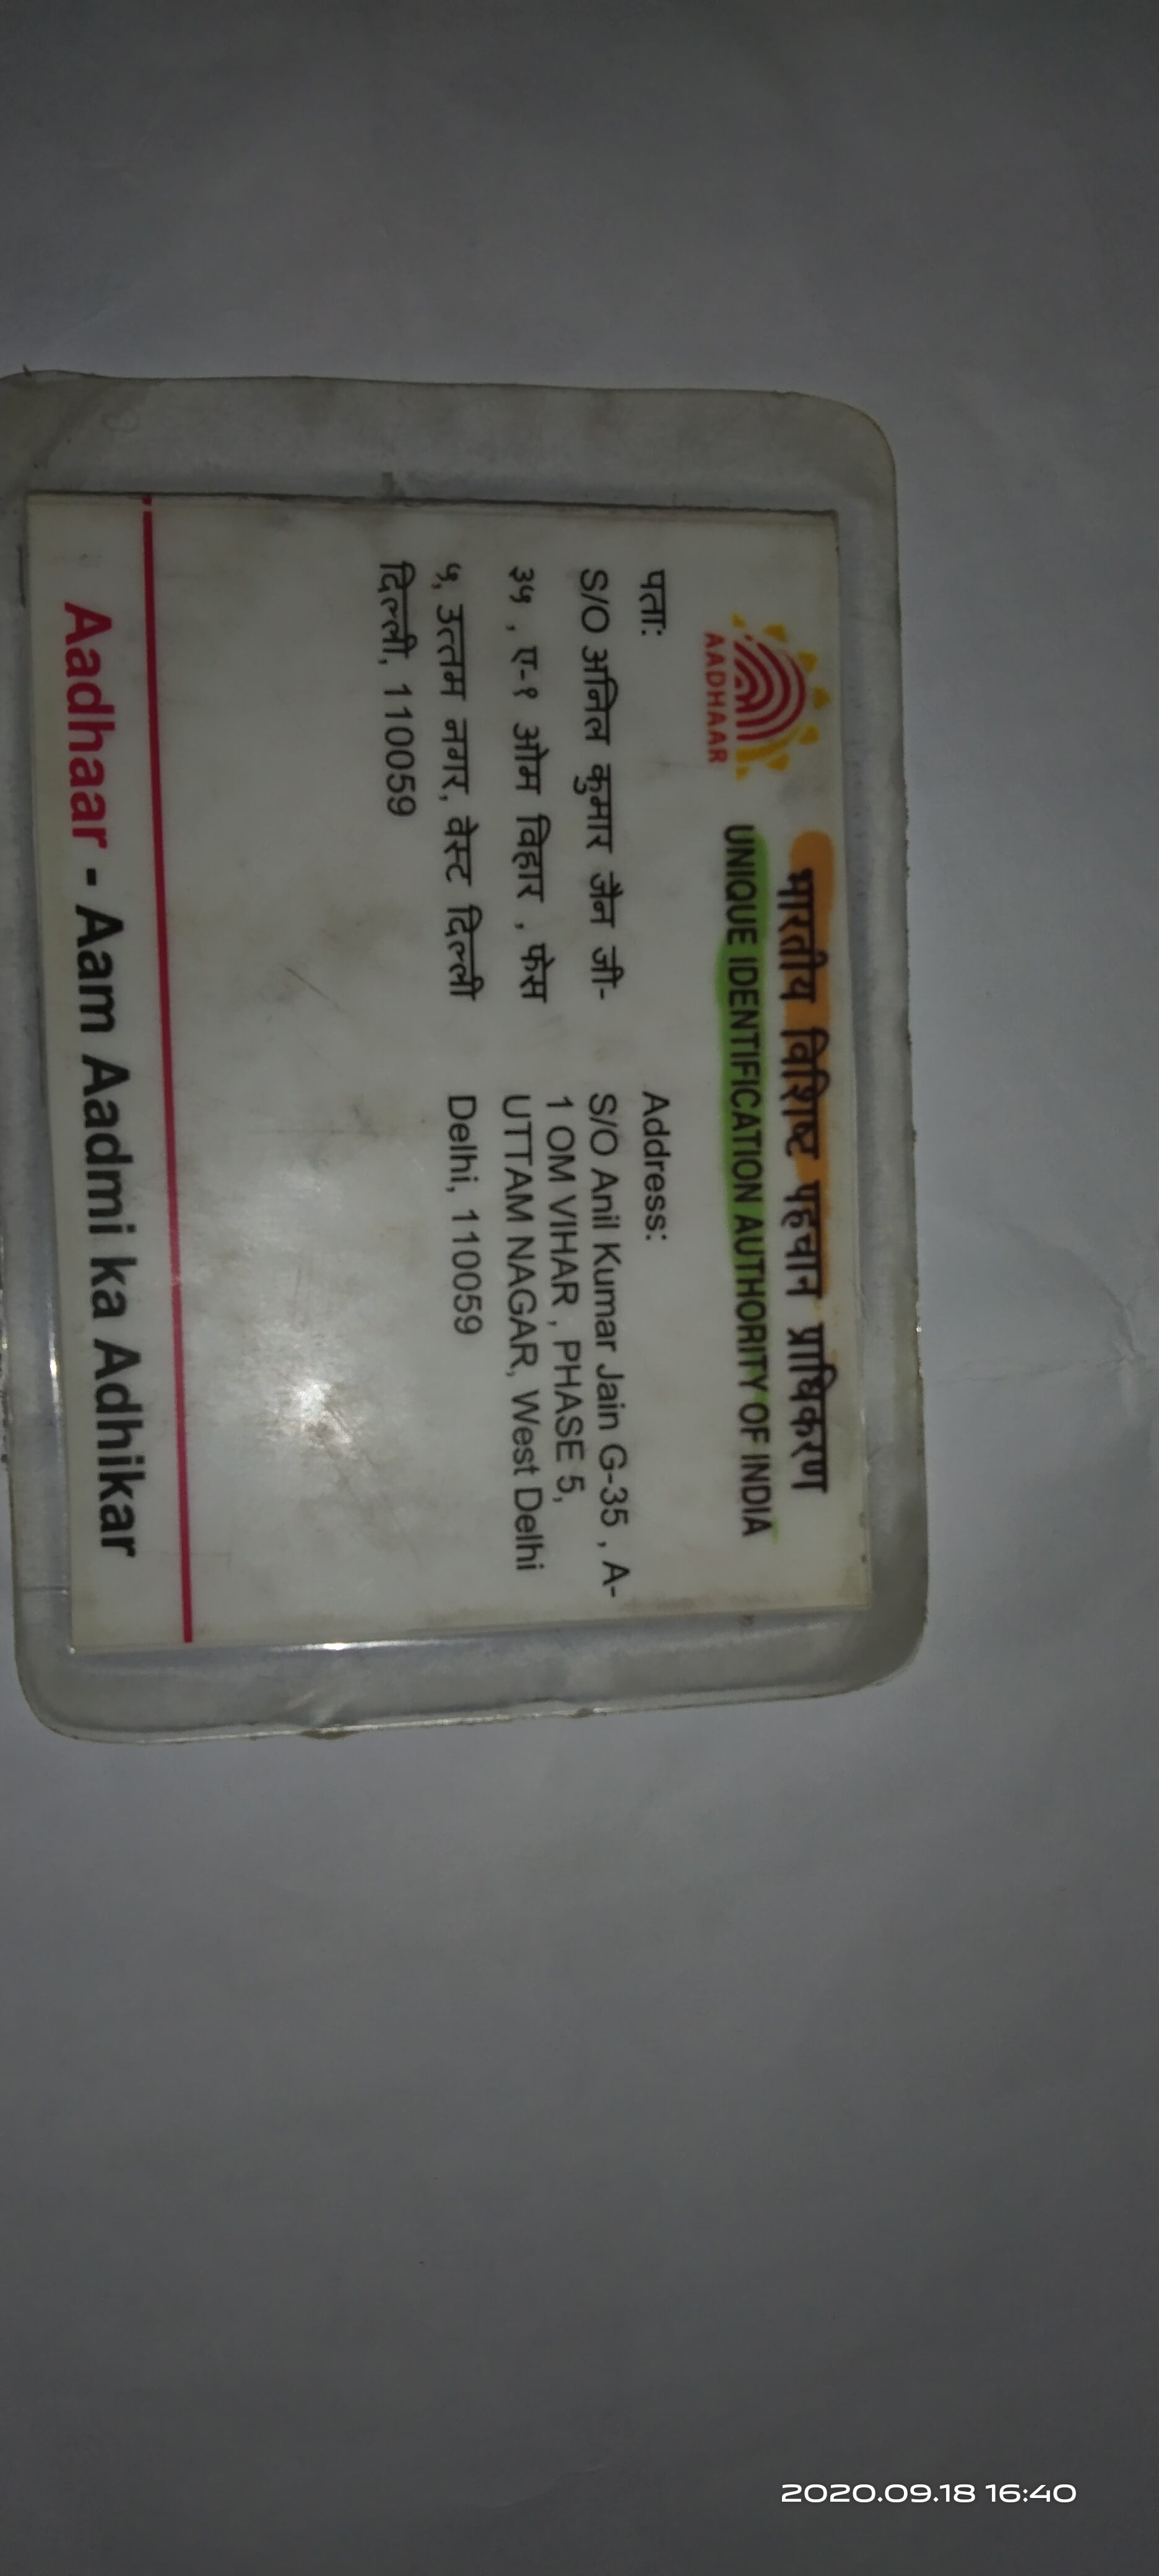 भारतीय विशिष्ट पहचान प्राधिकरण
UNIQUE IDENTIFICATION AUTHORITY OF INDIA
AADHAAR
पता:
S/O अनिल कुमार जैन जी-
३५ , ए-१ ओम विहार , फेस
५, उत्तम नगर, वेस्ट दिल्ली
दिल्ली, 110059
Address:
S/O Anil Kumar Jain G-35 , A-
1 OM VIHAR , PHASE 5,
UTTAM NAGAR, West Delhi
Delhi, 110059
Aadhaar - Aam Aadmi ka Adhikar
2020.09.18 16:40